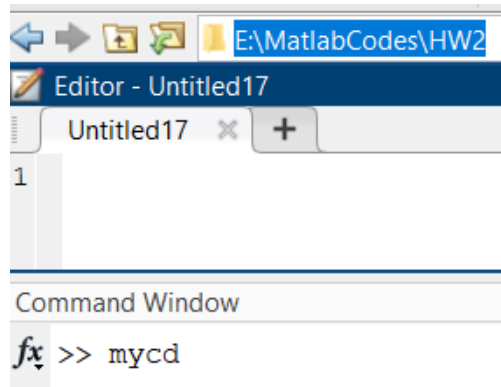 E:\MatlabCodes\HW2
Editor - Untitled17
Untitled17 × +
1
Command Window
fx >> mycd